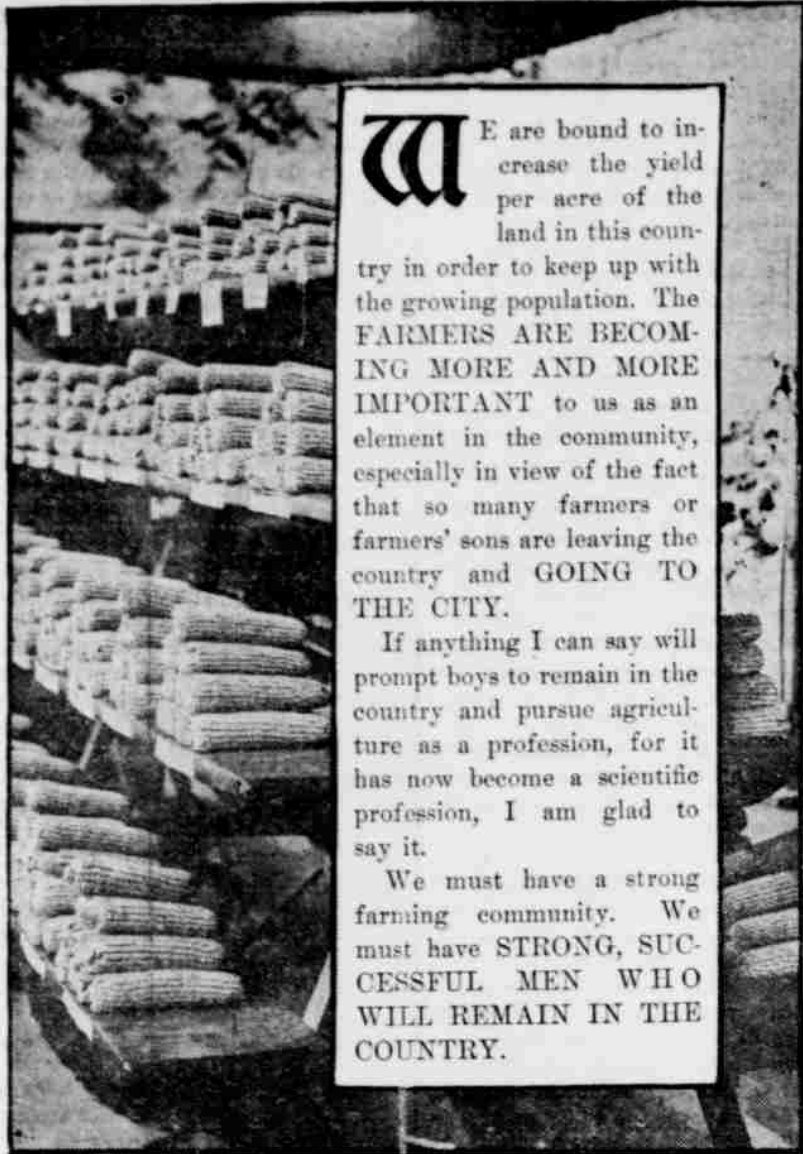 WE are bound to in-
crease the yield
per acre of the
land in this coun-
try in order to keep up with
the growing population. The
FARMERS ARE BECOM-
ING MORE AND MORE
IMPORTANT to us as an
element in the community,
especially in view of the fact
that so many farmers or
farmers' sons are leaving the
country and GOING TO
THE CITY.
If anything I can say will
prompt boys to remain in the
country and pursue agricul-
ture as a profession, for it
has now become a scientific
profession, I am glad to
say it.
We must have a strong
farming community. We
must have STRONG, SUC-
CESSFUL MEN WHO
WILL REMAIN IN THE
COUNTRY.